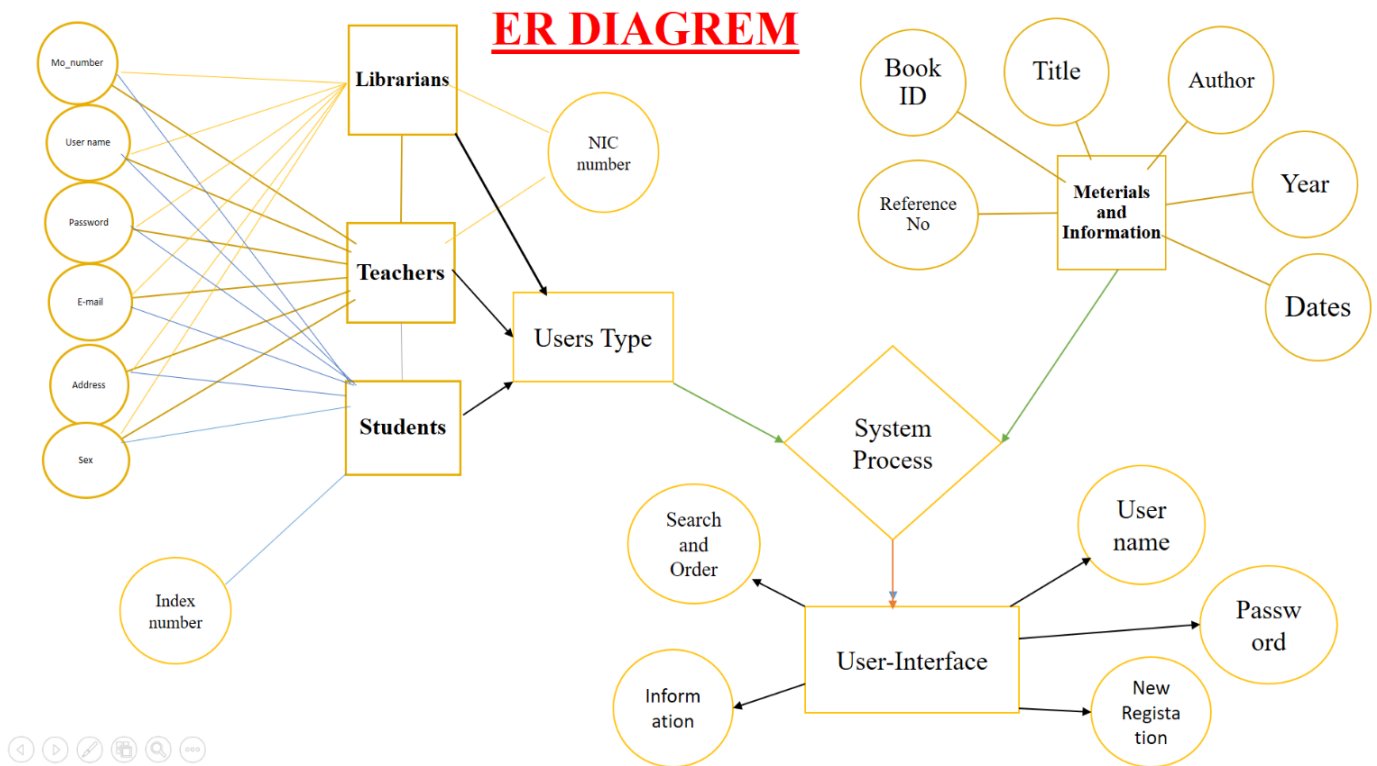 ER DIAGREM
Mo_number
User name
Password
E-mail
Address
Sex
Index
number
Librarians
Teachers
Students
NIC
number
Users Type
Book
ID
Title
Author
Reference
No
Meterials
and
Information
Year
Dates
System
Process
Search
and
Order
User
name
Passw
ord
User-Interface
Inform
ation
New
Regista
tion